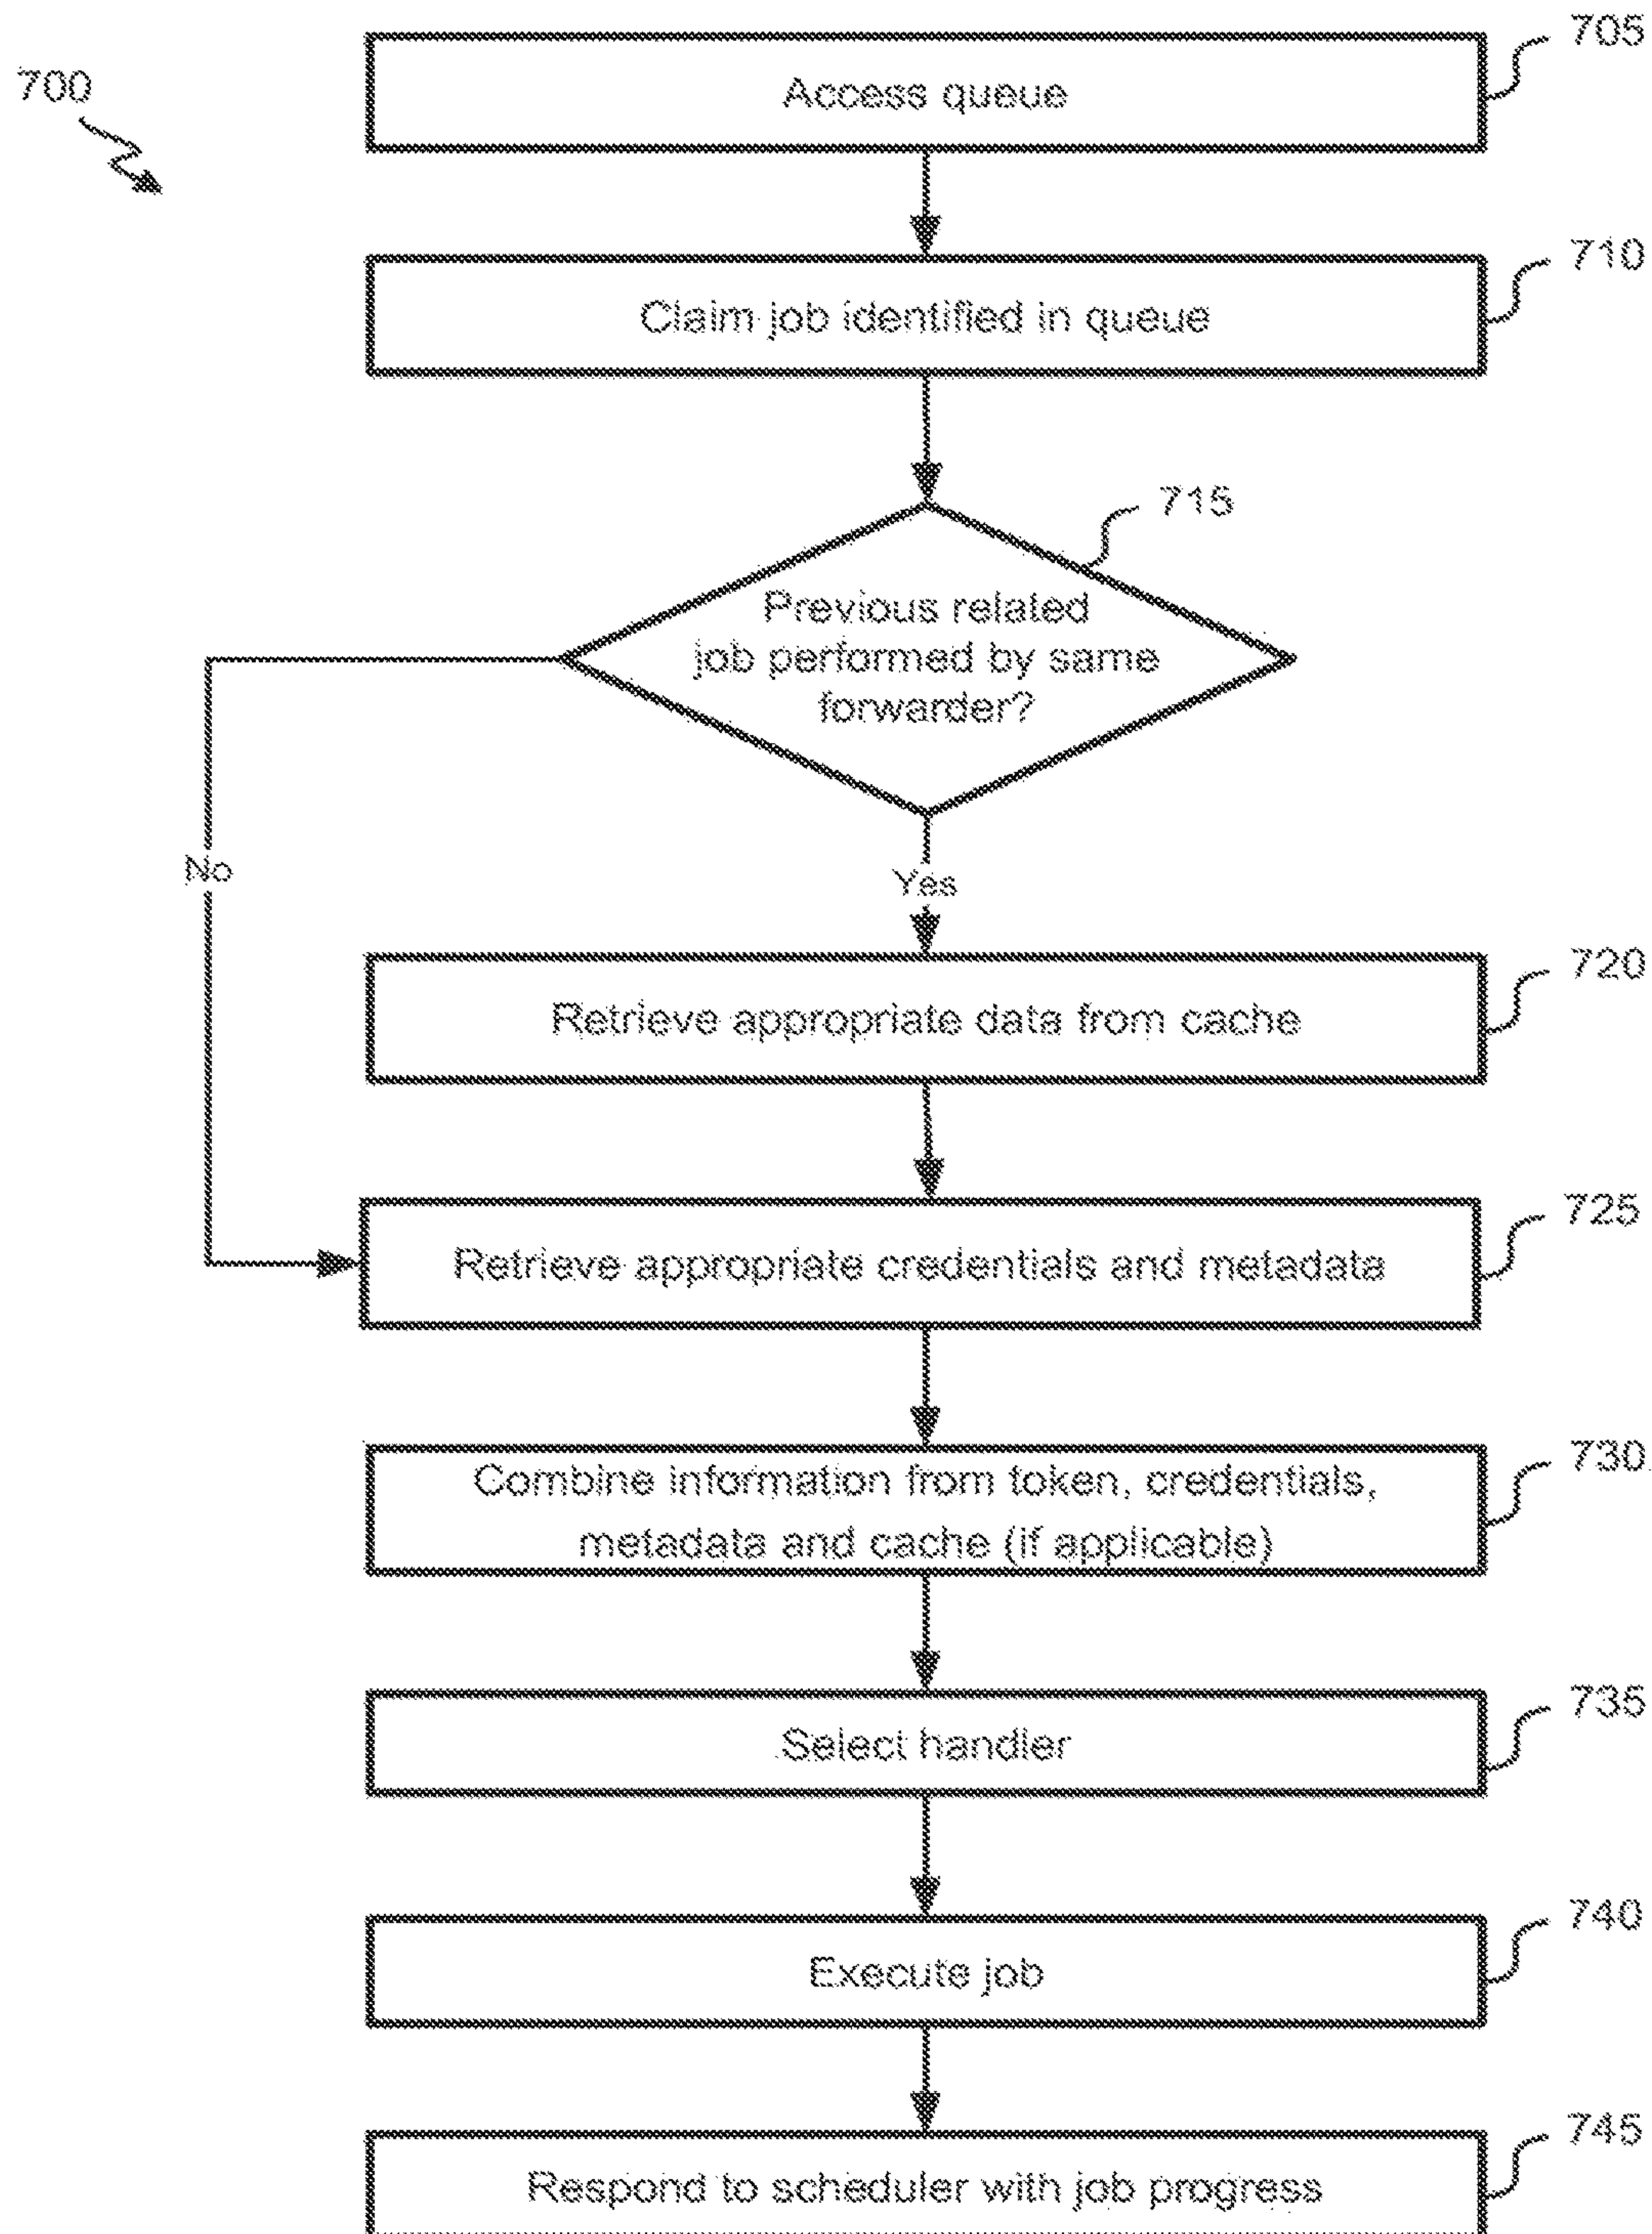 700
705
Access queue
710
Claim job identified in queue
715
Previous related
job performed by same
forwarder?
No
Yes
720
Retrieve appropriate data from cache
725
Retrieve appropriate credentials and metadata
730
Combine information from token, credentials,
metadata and cache (if applicable)
735
Select handler
740
Execute job
745
Respond to scheduler with job progress